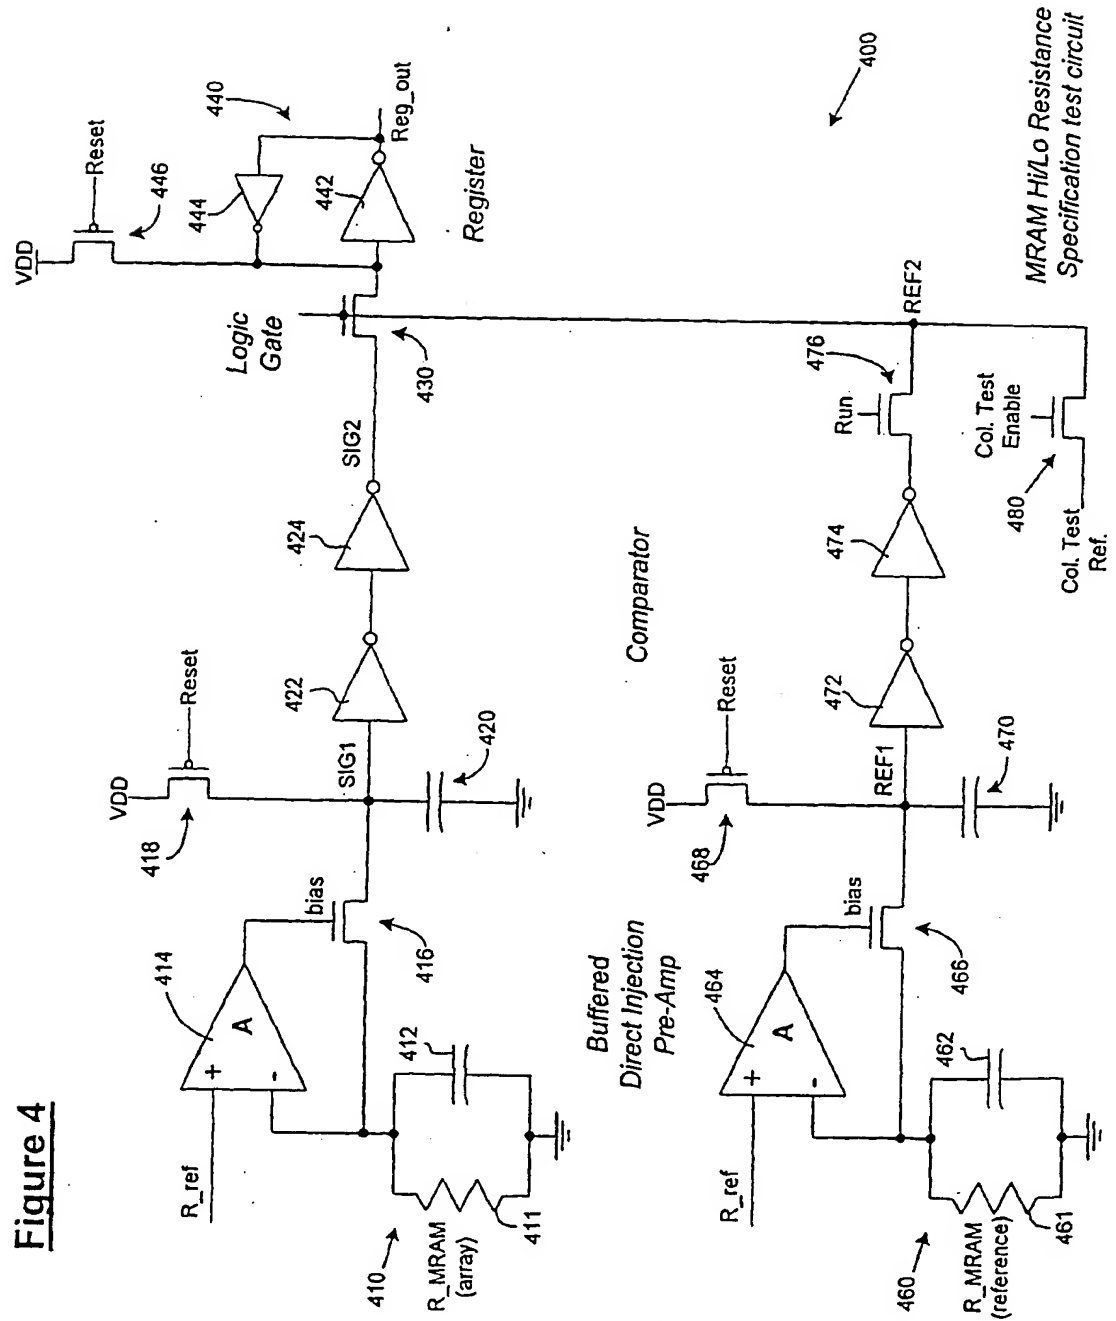 Figure 4
R_ref
414
A
+
-
bias
416
412
410
R_MRAM
(array)
411
VDD
Reset
418
SIG1
420
422
424
SIG2
Logic
Gate
430
VDD
Reset
446
444
440
442
Reg_out
Register
Buffered
Direct Injection
Pre-Amp
Comparator
R_ref
464
A
+
-
bias
466
462
460
R_MRAM
(reference)
461
VDD
Reset
468
REF1
470
472
474
Run
476
REF2
Col. Test
Enable
480
Col. Test
Ref.
400
MRAM Hi/Lo Resistance
Specification test circuit